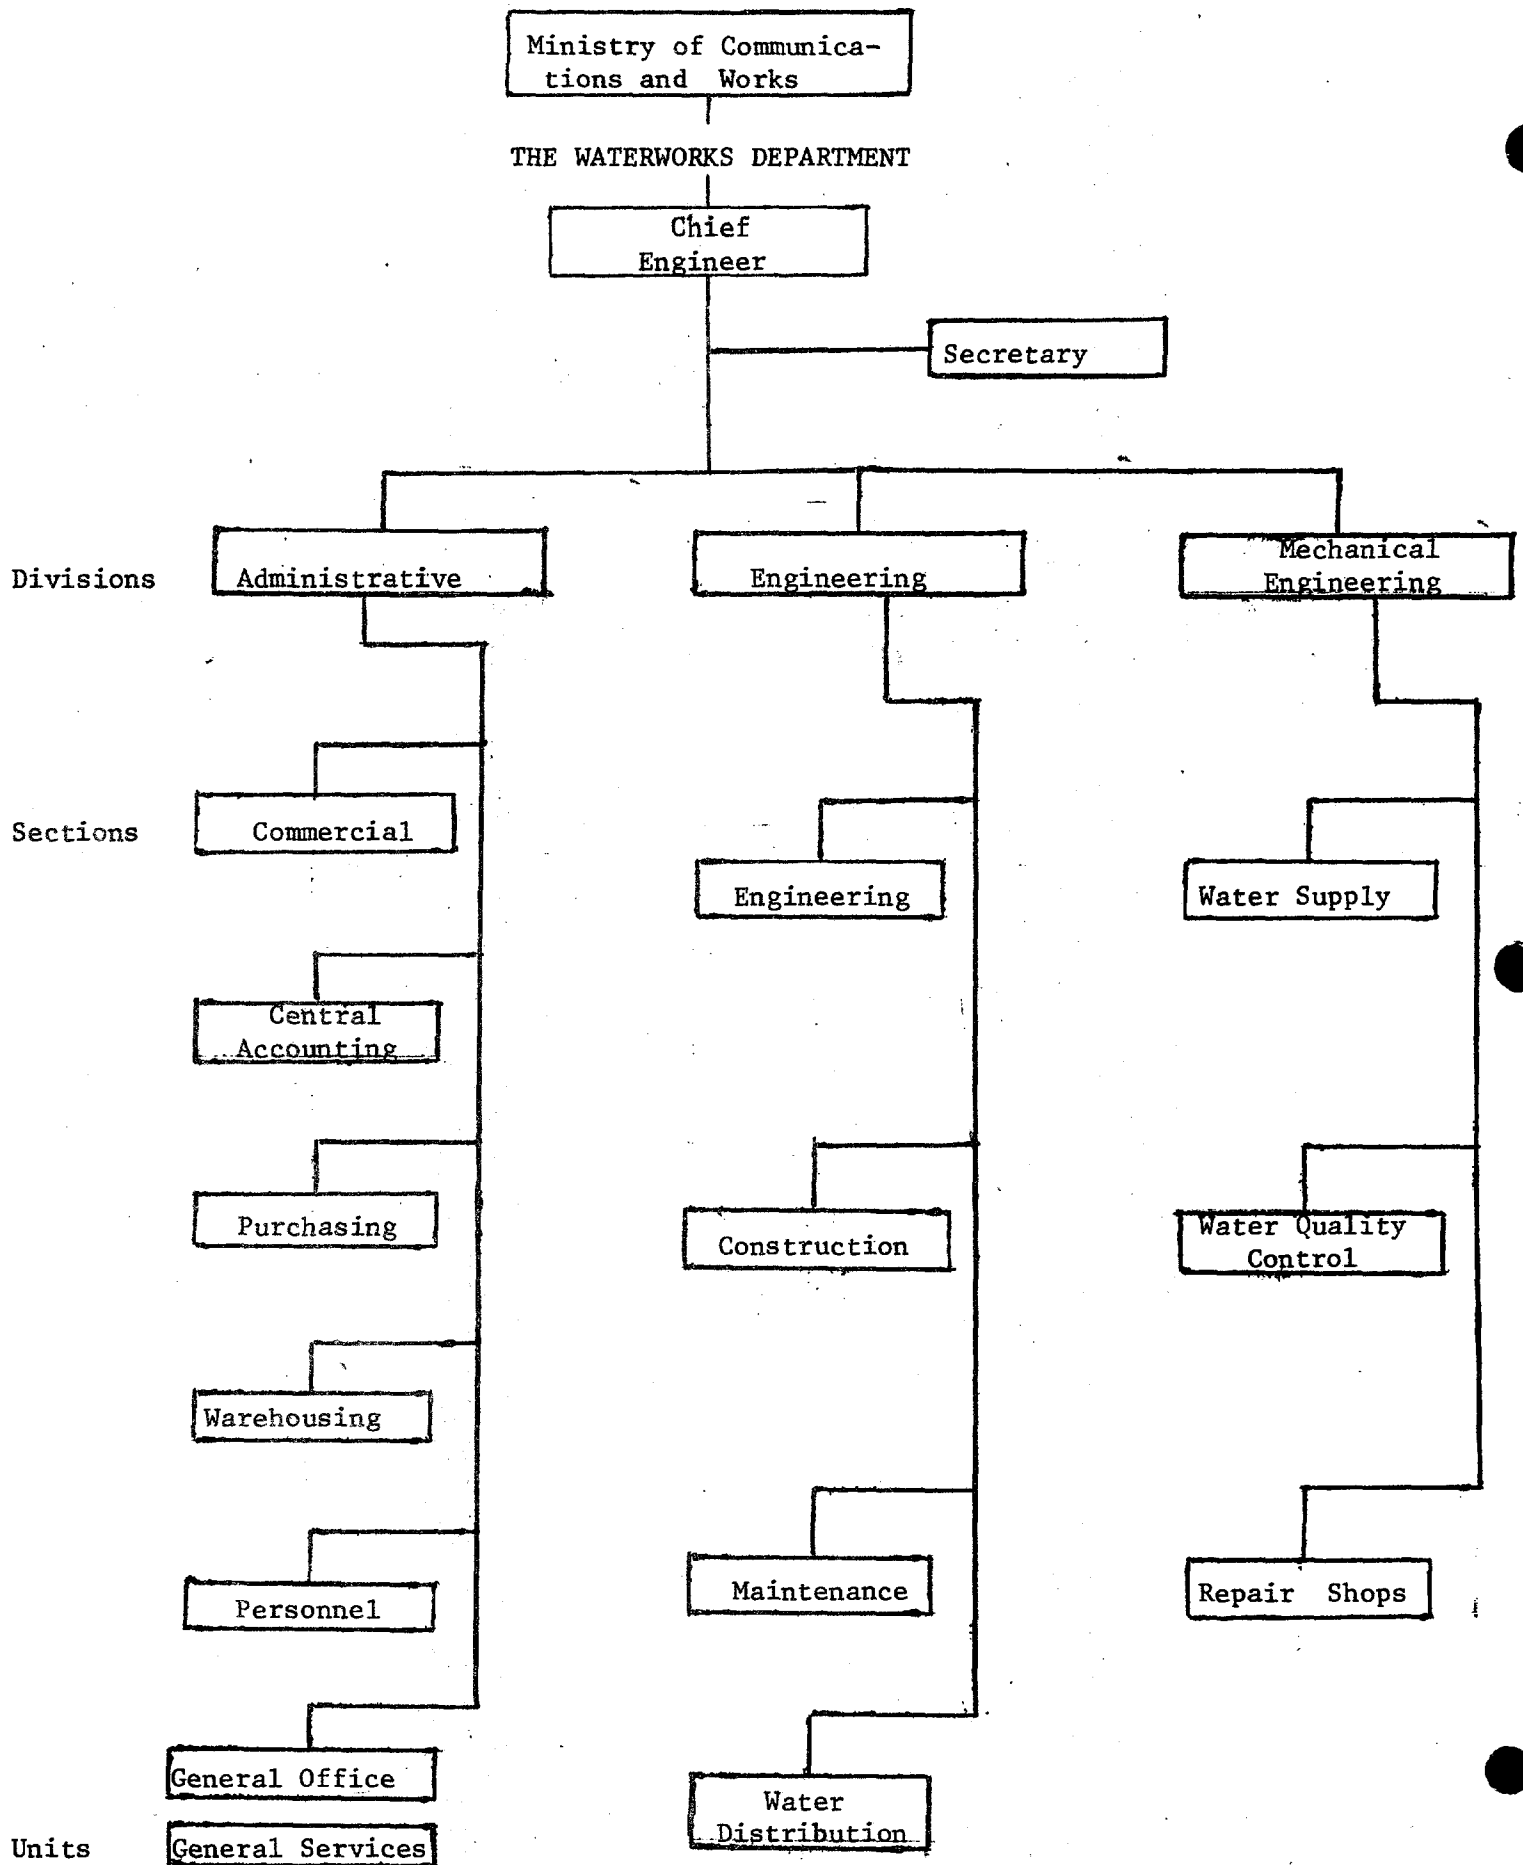 Ministry of Communica-
tions and Works
THE WATERWORKS DEPARTMENT
Chief
Engineer
Secretary
Divisions
Administrative
Engineering
Mechanical
Engineering
Sections
Commercial
Engineering
Water Supply
Central
Accounting
Purchasing
Construction
Water Quality
Control
Warehousing
Personnel
Maintenance
Repair Shops
General Office
Water
Distribution
Units
General Services